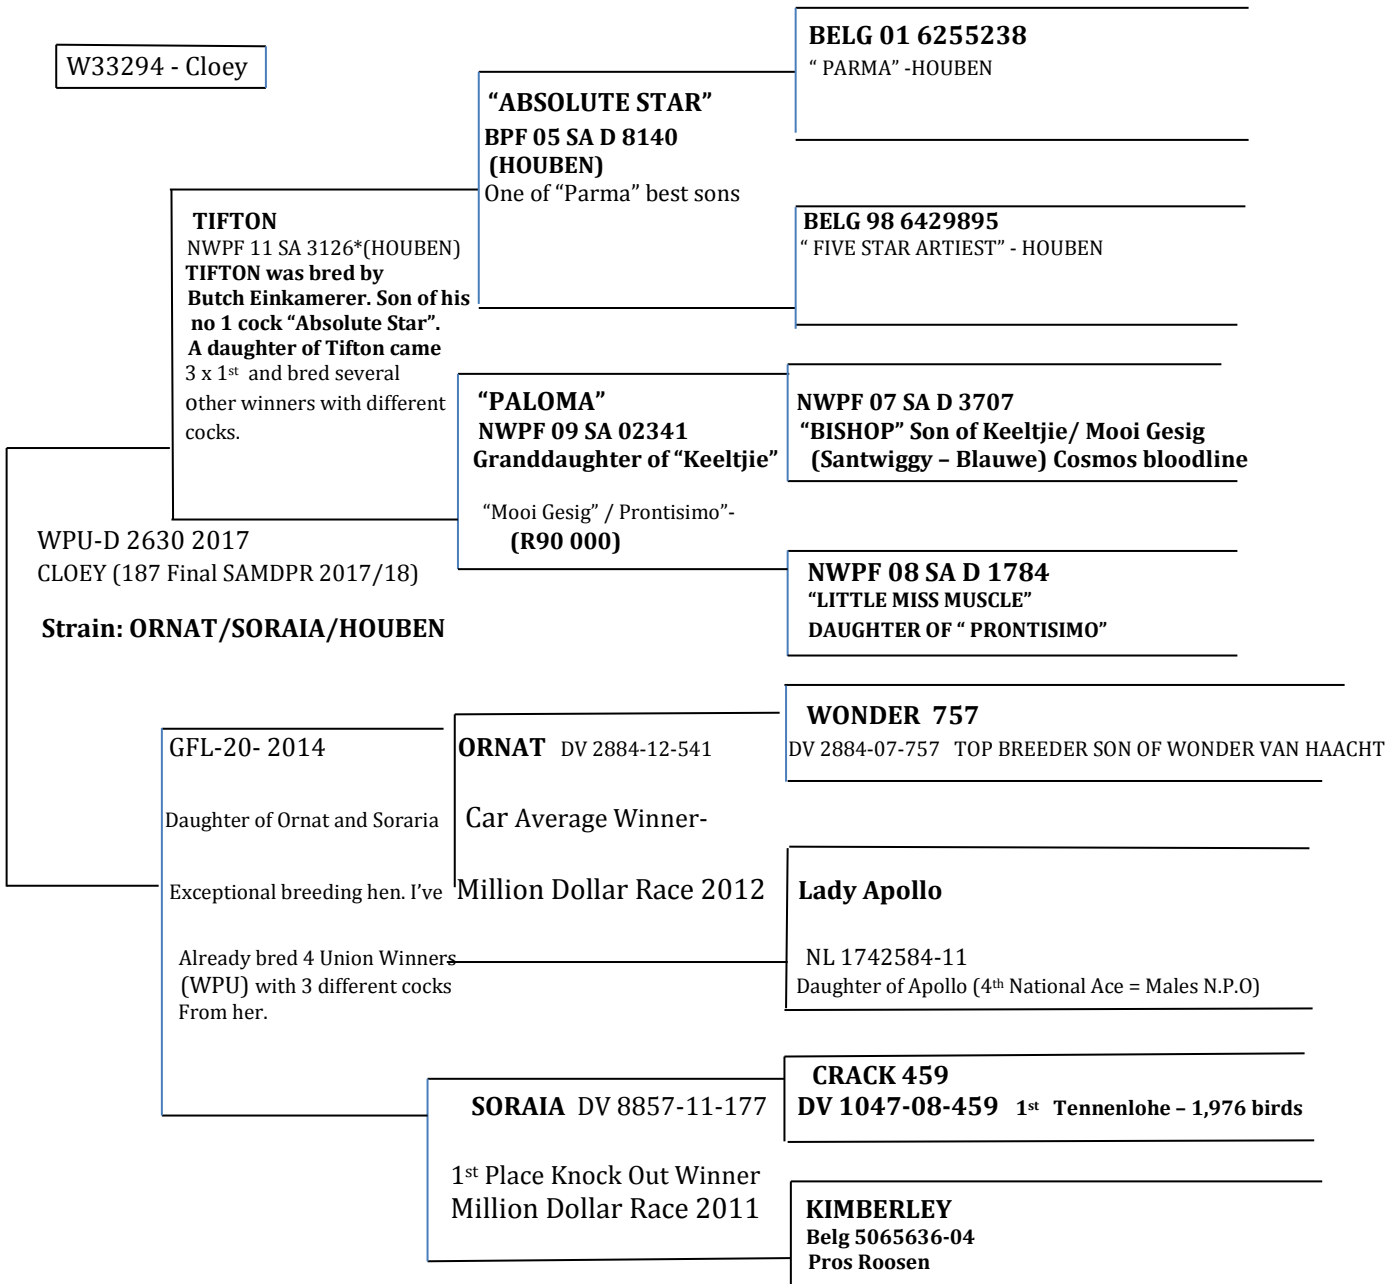 W33294 - Cloey
BELG 01 6255238
“ PARMA” -HOUBEN
“ABSOLUTE STAR”
BPF 05 SA D 8140
(HOUBEN)
One of “Parma” best sons
BELG 98 6429895
“ FIVE STAR ARTIEST” - HOUBEN
TIFTON
NWPF 11 SA 3126*(HOUBEN)
TIFTON was bred by
Butch Einkamerer. Son of his
no 1 cock “Absolute Star”.
A daughter of Tifton came
3 x 1st and bred several
other winners with different
cocks.
“PALOMA”
NWPF 09 SA 02341
Granddaughter of “Keeltjie”
“Mooi Gesig” / Prontisimo”-
(R90 000)
NWPF 07 SA D 3707
“BISHOP” Son of Keeltjie/ Mooi Gesig
(Santwiggy – Blauwe) Cosmos bloodline
NWPF 08 SA D 1784
“LITTLE MISS MUSCLE”
DAUGHTER OF “ PRONTISIMO”
WPU-D 2630 2017
CLOEY (187 Final SAMDPR 2017/18)
Strain: ORNAT/SORAIA/HOUBEN
GFL-20- 2014
Daughter of Ornat and Soraria
Exceptional breeding hen. I’ve
Already bred 4 Union Winners
(WPU) with 3 different cocks
From her.
ORNAT DV 2884-12-541
Car Average Winner-
Million Dollar Race 2012
WONDER 757
DV 2884-07-757 TOP BREEDER SON OF WONDER VAN HAACHT
Lady Apollo
NL 1742584-11
Daughter of Apollo (4th National Ace = Males N.P.O)
SORAIA DV 8857-11-177
1st Place Knock Out Winner
Million Dollar Race 2011
CRACK 459
DV 1047-08-459 1st Tennenlohe – 1,976 birds
KIMBERLEY
Belg 5065636-04
Pros Roosen